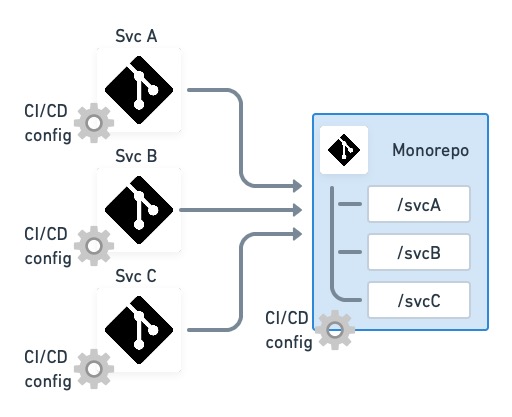 Svc A
CI/CD
config
Svc B
CI/CD
config
Svc C
CI/CD
config
Monorepo
/svcA
/svcB
/svcC
CI/CD
config